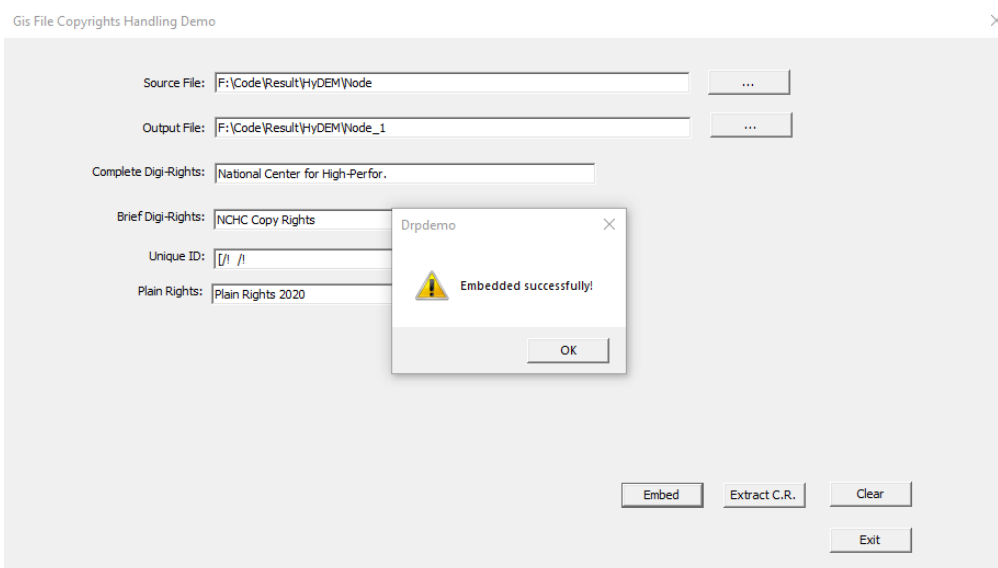 Gis File Copyrights Handling Demo
Source File: F:\Code\Result\HyDEM\Node ...
Output File: F:\Code\Result\HyDEM\Node_1 ...
Complete Digi-Rights: National Center for High-Perfor.
Brief Digi-Rights: NCHC Copy Rights
Unique ID: [/! /!
Plain Rights: Plain Rights 2020
Drpdemo
Embedded successfully!
OK
Embed Extract C.R. Clear
Exit